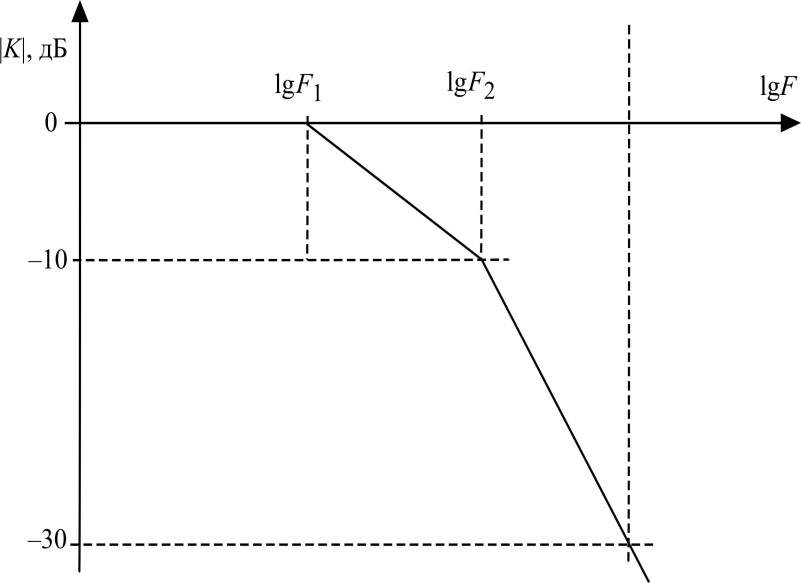 |K|, дБ
lgF₁
lgF₂
lgF
0
–10
–30